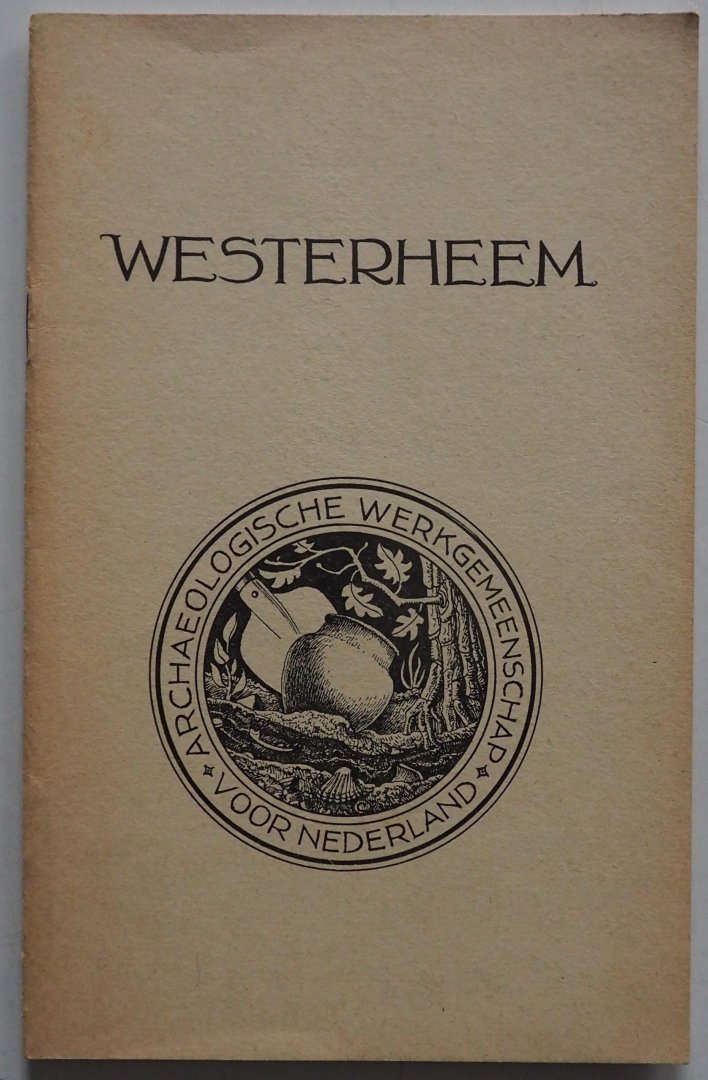 WESTERHEEM
ARCHAEOLOGISCHE WERKGEMEENSCHAP
VOOR NEDERLAND